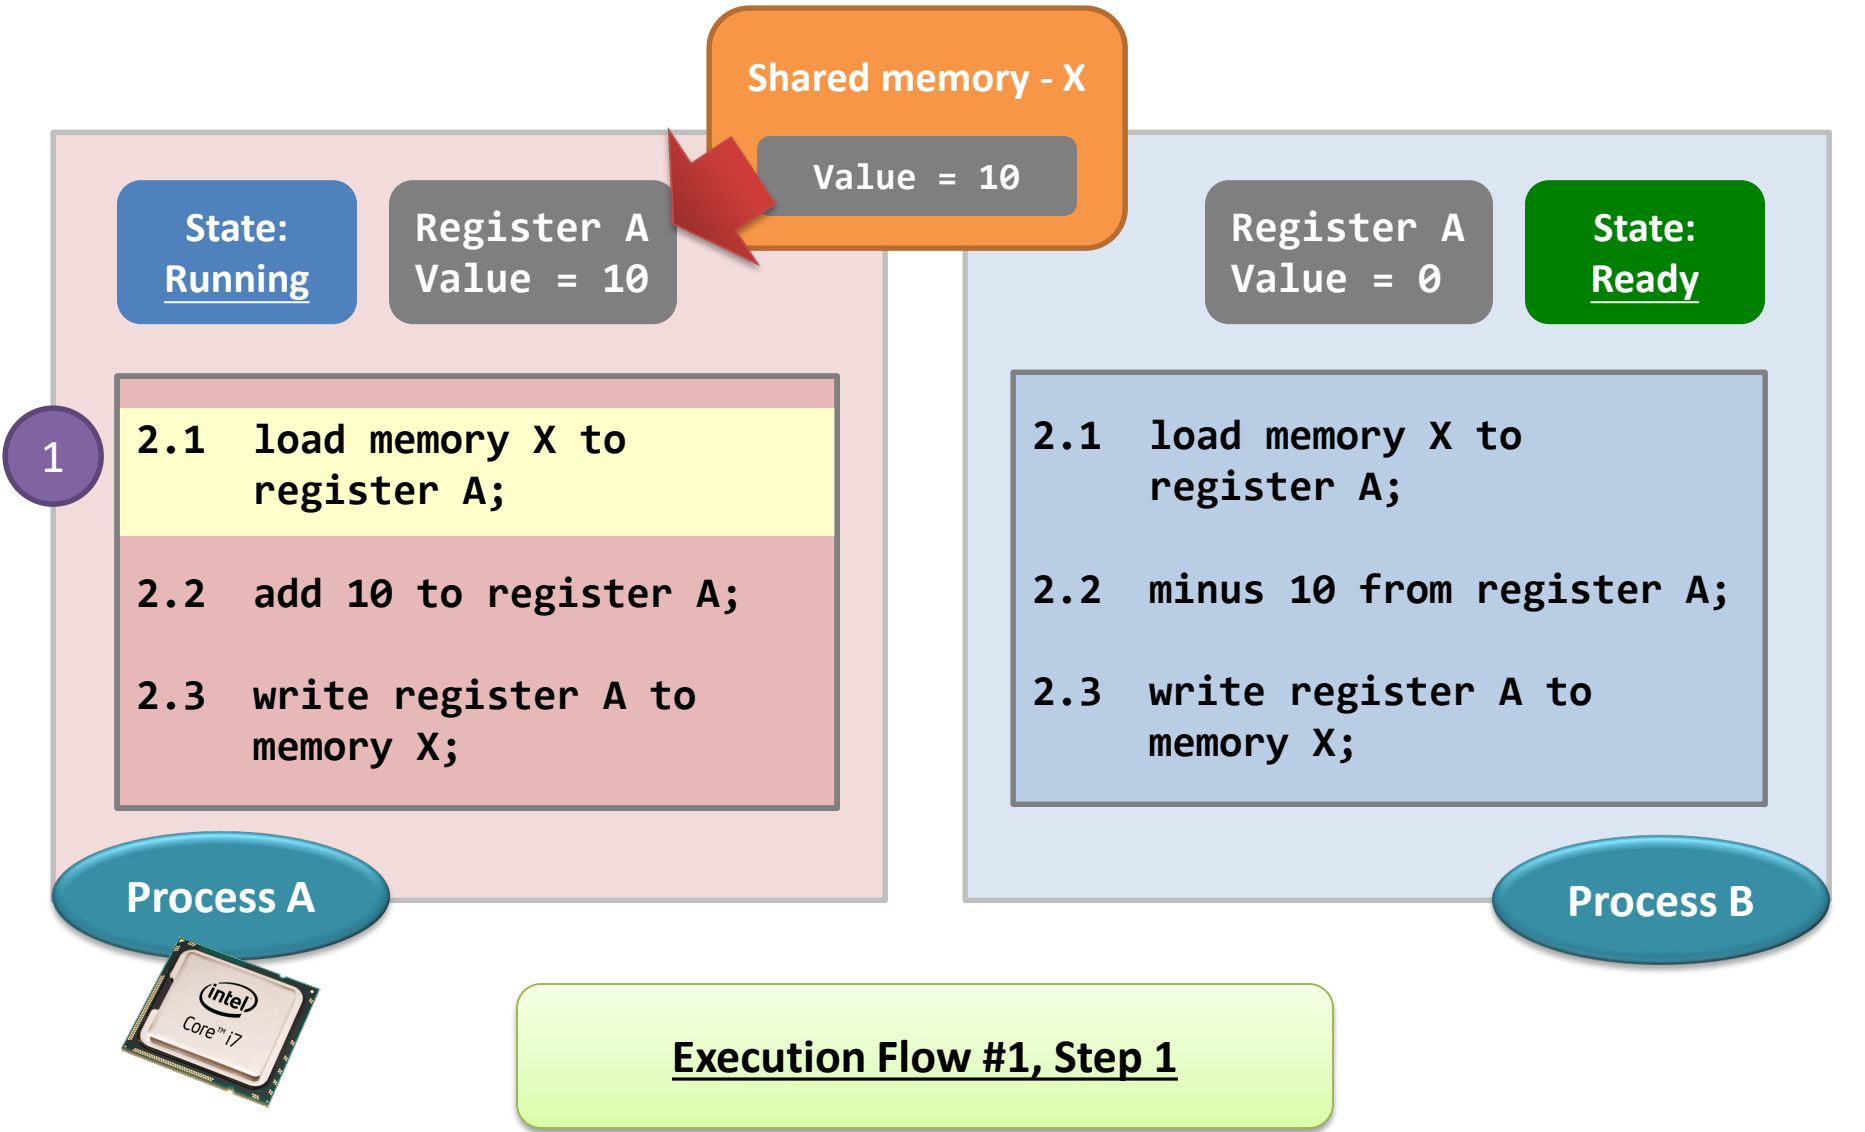 Shared memory - X
Value = 10
State:
Running
Register A
Value = 10
Register A
Value = 0
State:
Ready
1
2.1 load memory X to
register A;
2.2 add 10 to register A;
2.3 write register A to
memory X;
2.1 load memory X to
register A;
2.2 minus 10 from register A;
2.3 write register A to
memory X;
Process A
Process B
intel
Core™ i7
Execution Flow #1, Step 1